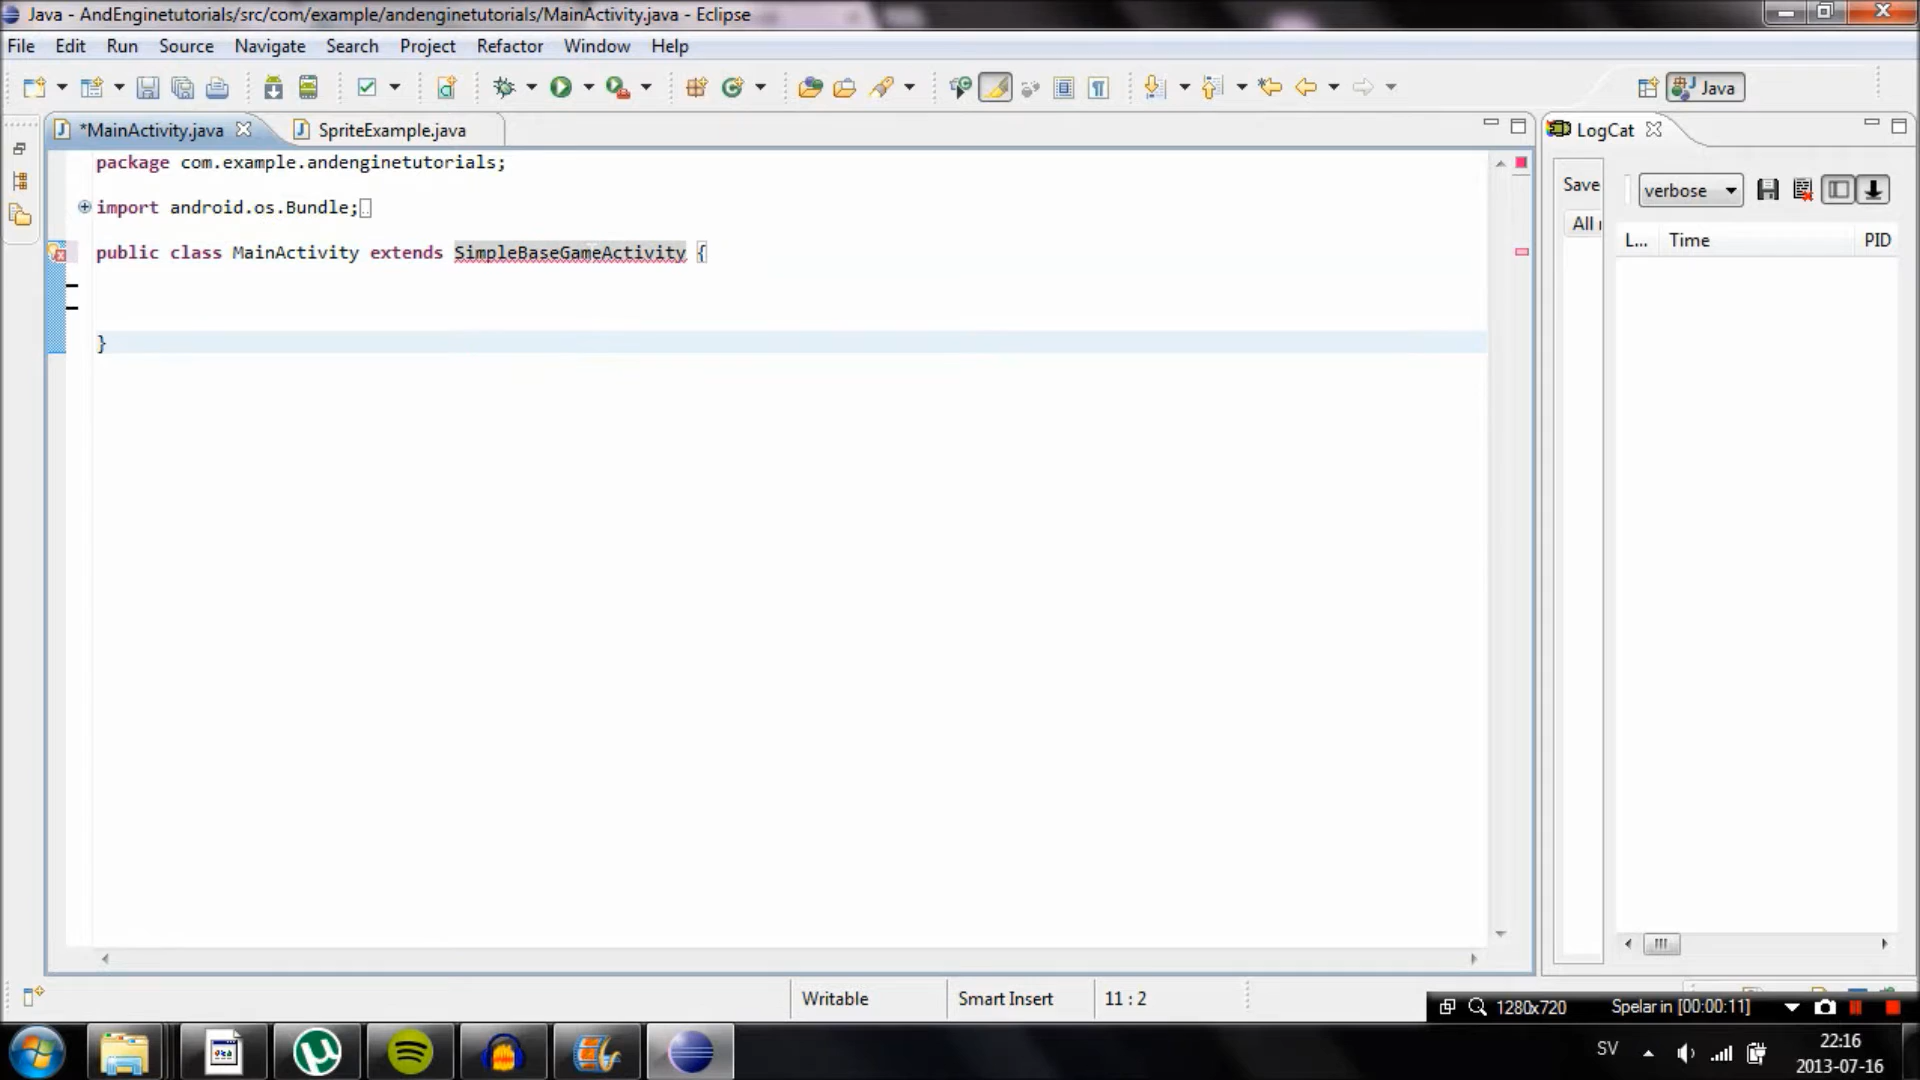 Java - AndEnginetutorials/src/com/example/andenginetutorials/MainActivity.java - Eclipse
File Edit Run Source Navigate Search Project Refactor Window Help
Java
*MainActivity.java SpriteExample.java LogCat
package com.example.andenginetutorials;
import android.os.Bundle;
public class MainActivity extends SimpleBaseGameActivity {
}
Save verbose
All
L... Time PID
Writable Smart Insert 11 : 2
1280x720 Spelar in [00:00:11]
SV
22:16
2013-07-16